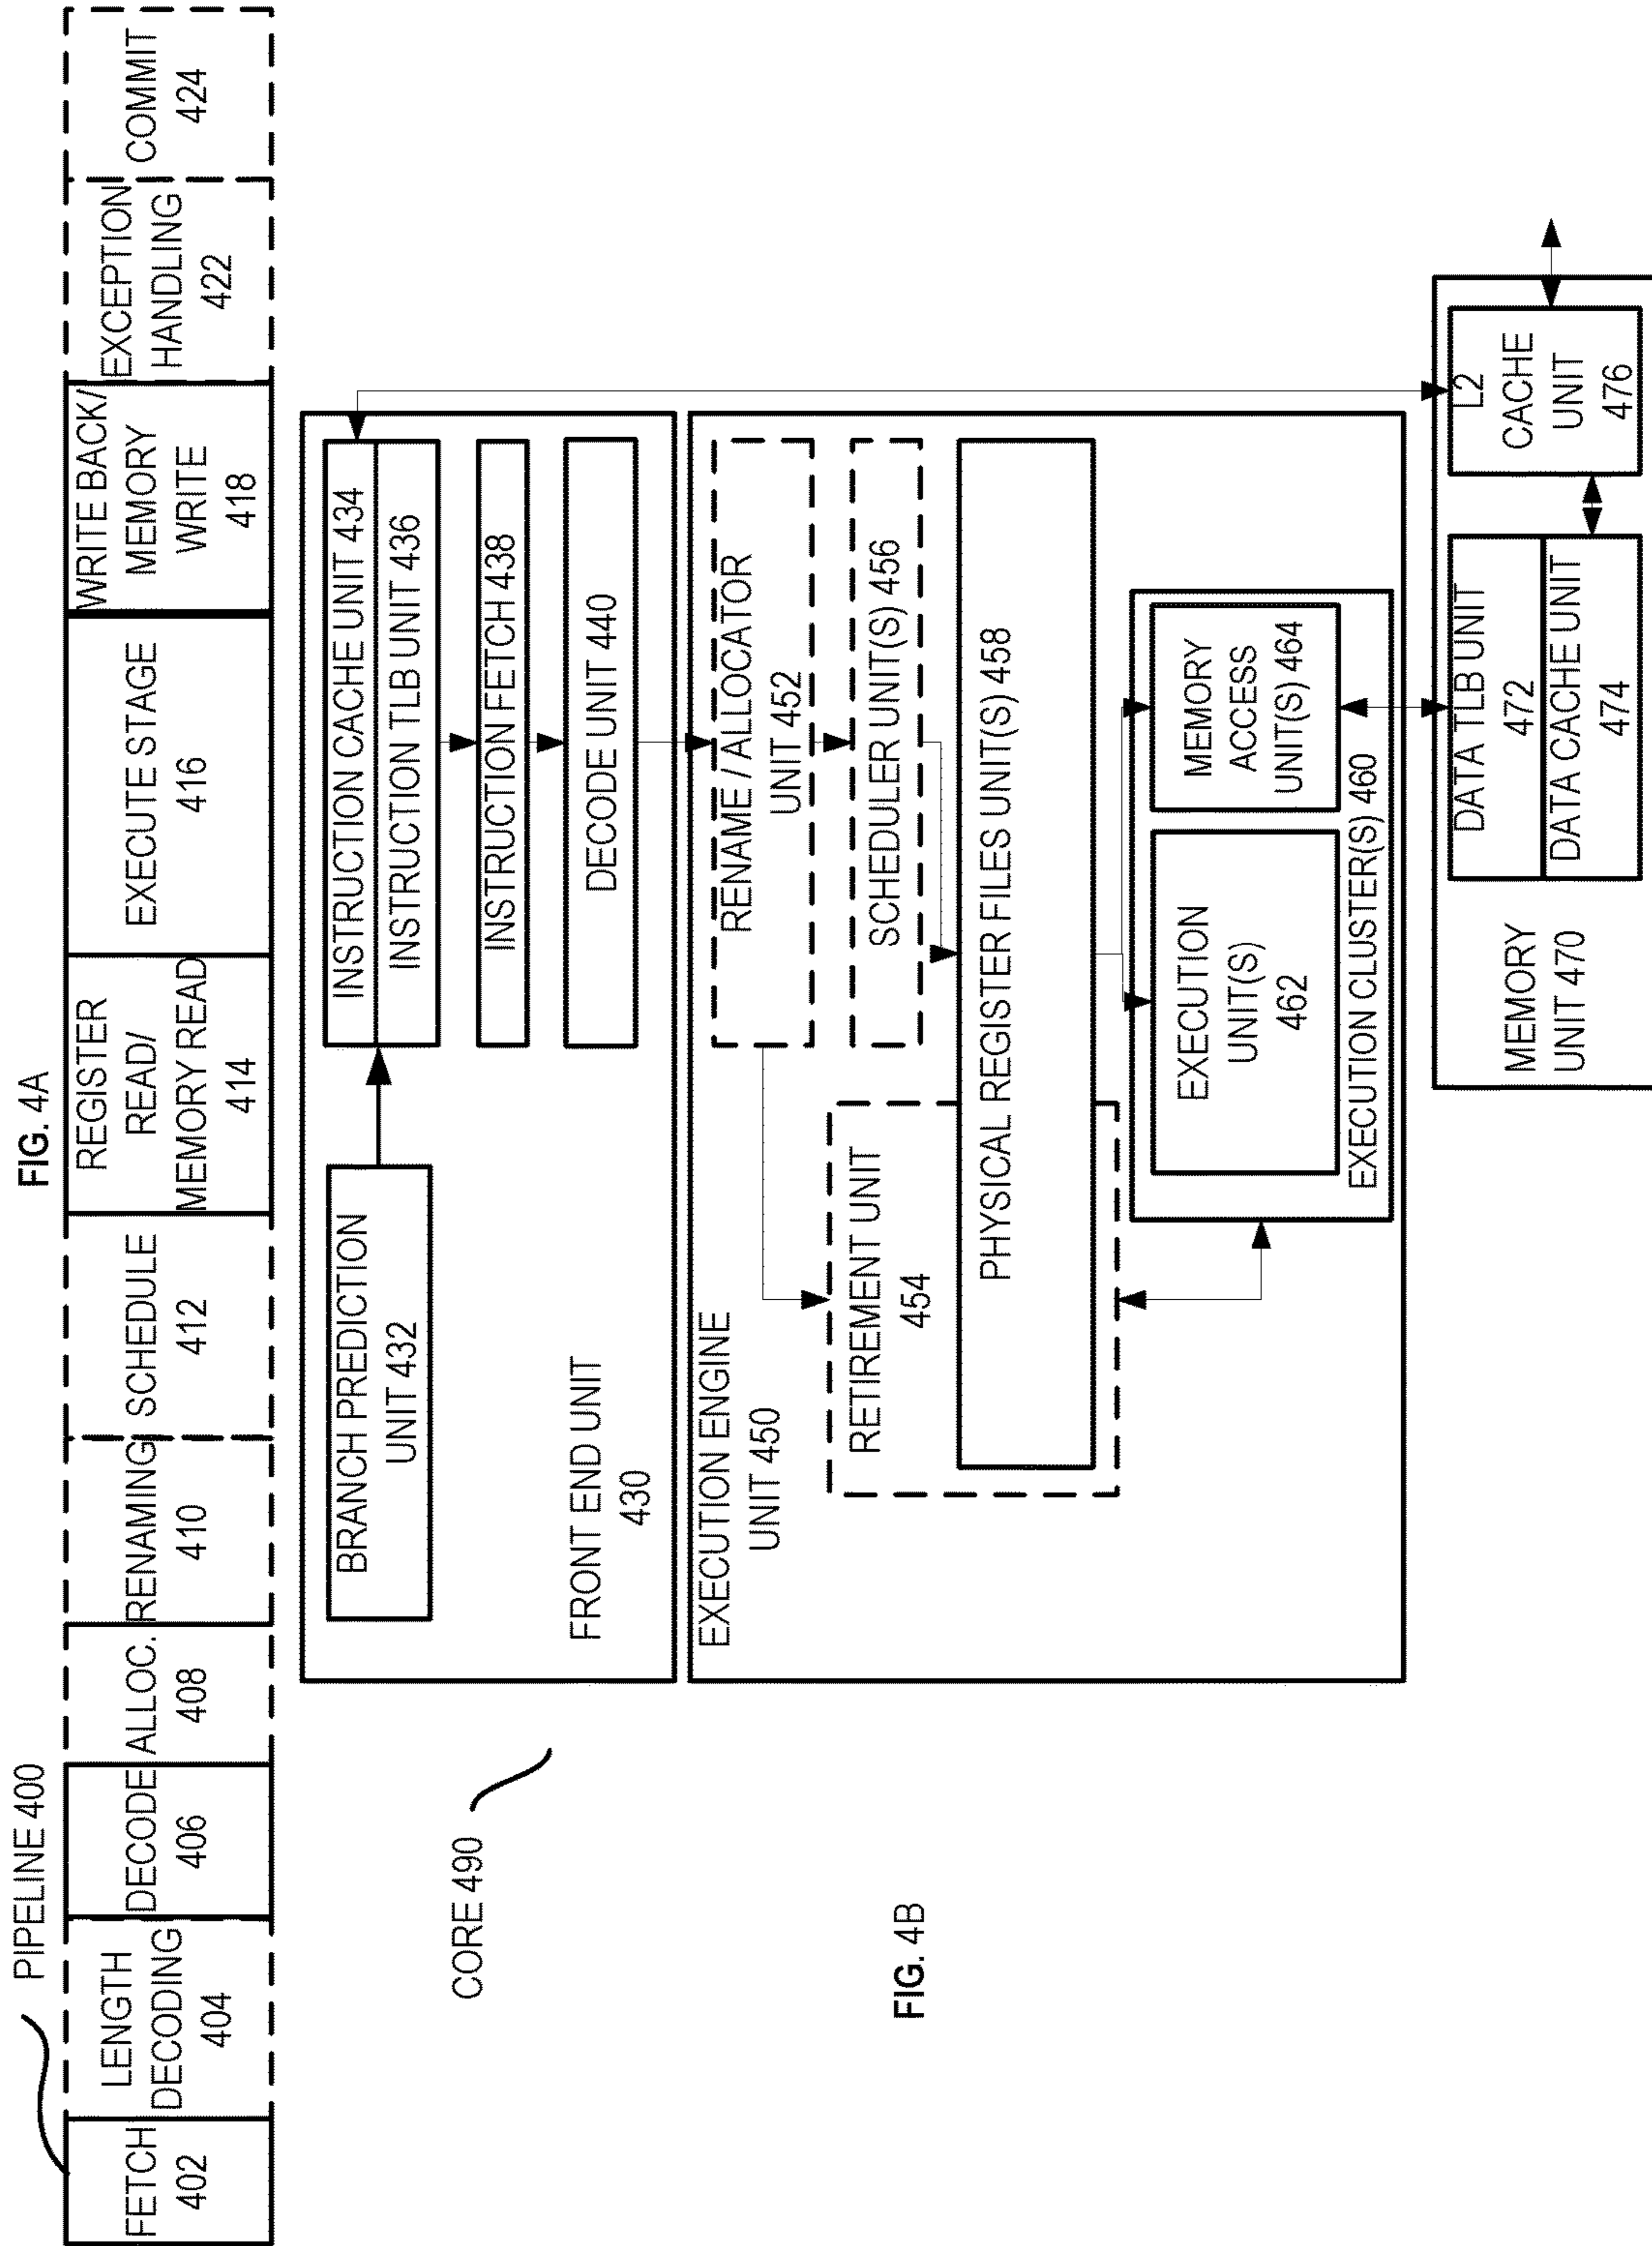 FIG. 4A
PIPELINE 400
FETCH
402
LENGTH
DECODING
404
DECODE
406
ALLOC.
408
RENAMING
410
SCHEDULE
412
REGISTER
READ/
MEMORY READ
414
EXECUTE STAGE
416
WRITE BACK/
MEMORY
WRITE
418
EXCEPTION
HANDLING
422
COMMIT
424
CORE 490
BRANCH PREDICTION
UNIT 432
INSTRUCTION CACHE UNIT 434
INSTRUCTION TLB UNIT 436
INSTRUCTION FETCH 438
DECODE UNIT 440
FRONT END UNIT
430
EXECUTION ENGINE
UNIT 450
RENAME / ALLOCATOR
UNIT 452
RETIREMENT UNIT
454
SCHEDULER UNIT(S) 456
PHYSICAL REGISTER FILES UNIT(S) 458
EXECUTION
UNIT(S)
462
MEMORY
ACCESS
UNIT(S) 464
EXECUTION CLUSTER(S) 460
FIG. 4B
MEMORY
UNIT 470
DATA TLB UNIT
472
DATA CACHE UNIT
474
L2
CACHE
UNIT
476